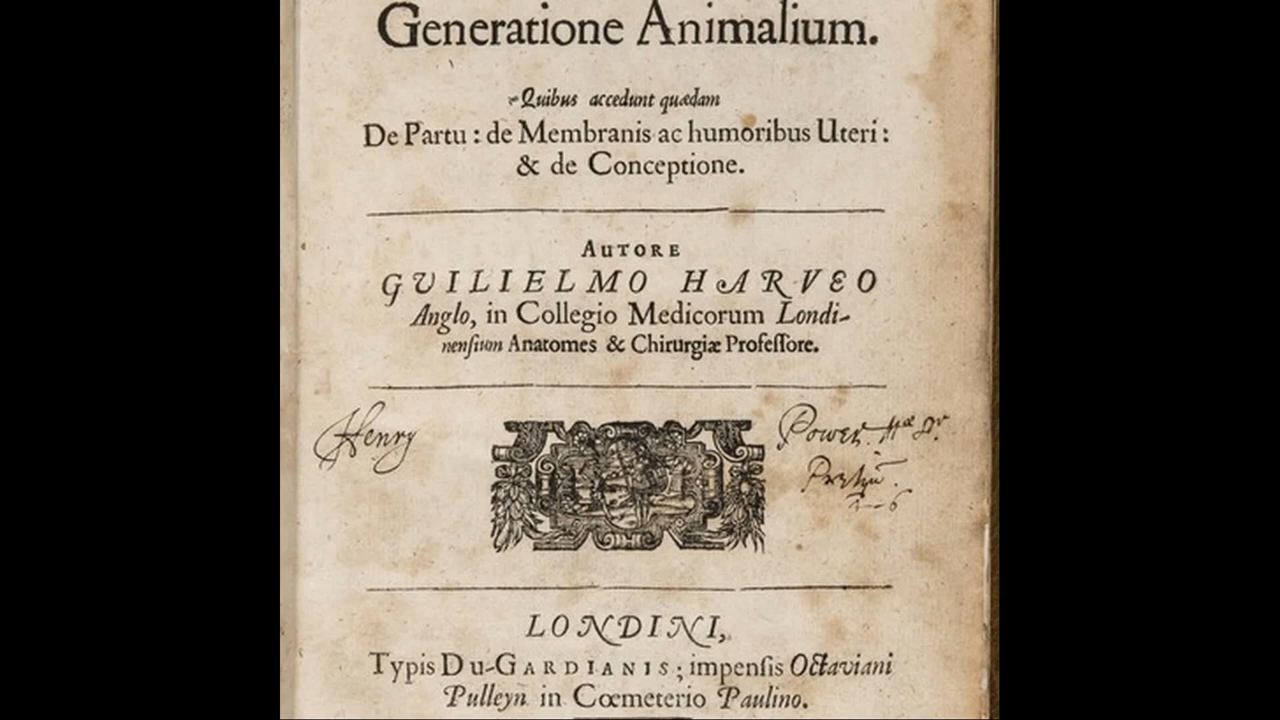 Generatione Animalium.
Quibus accedunt quædam
De Partu : de Membranis ac humoribus Uteri :
& de Conceptione.
AUTORE
GUILIELMO HARVEO
Anglo, in Collegio Medicorum Londi-
nensium Anatomes & Chirurgiæ Professore.
Henry
Power
LONDINI,
Typis Du-GARDIANIS ; impensis Octaviani
Pulleyn in Cœmeterio Paulino.